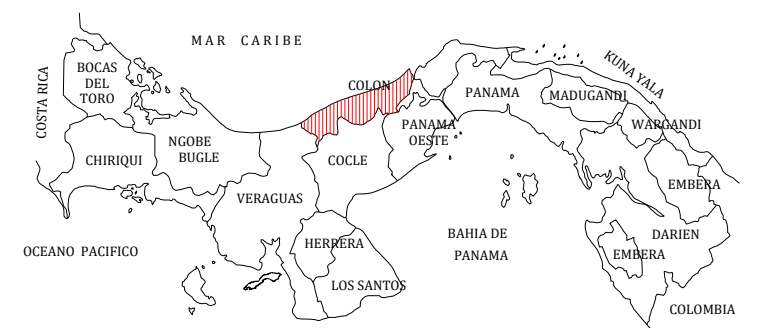 MAR CARIBE
COSTA RICA
BOCAS
DEL
TORO
COLON
KUNA YALA
PANAMA
MADUGANDI
WARGANDI
NGOBE
BUGLE
PANAMA
OESTE
CHIRIQUI
COCLE
EMBERA
VERAGUAS
OCEANO PACIFICO
HERRERA
BAHIA DE
PANAMA
DARIEN
EMBERA
LOS SANTOS
COLOMBIA